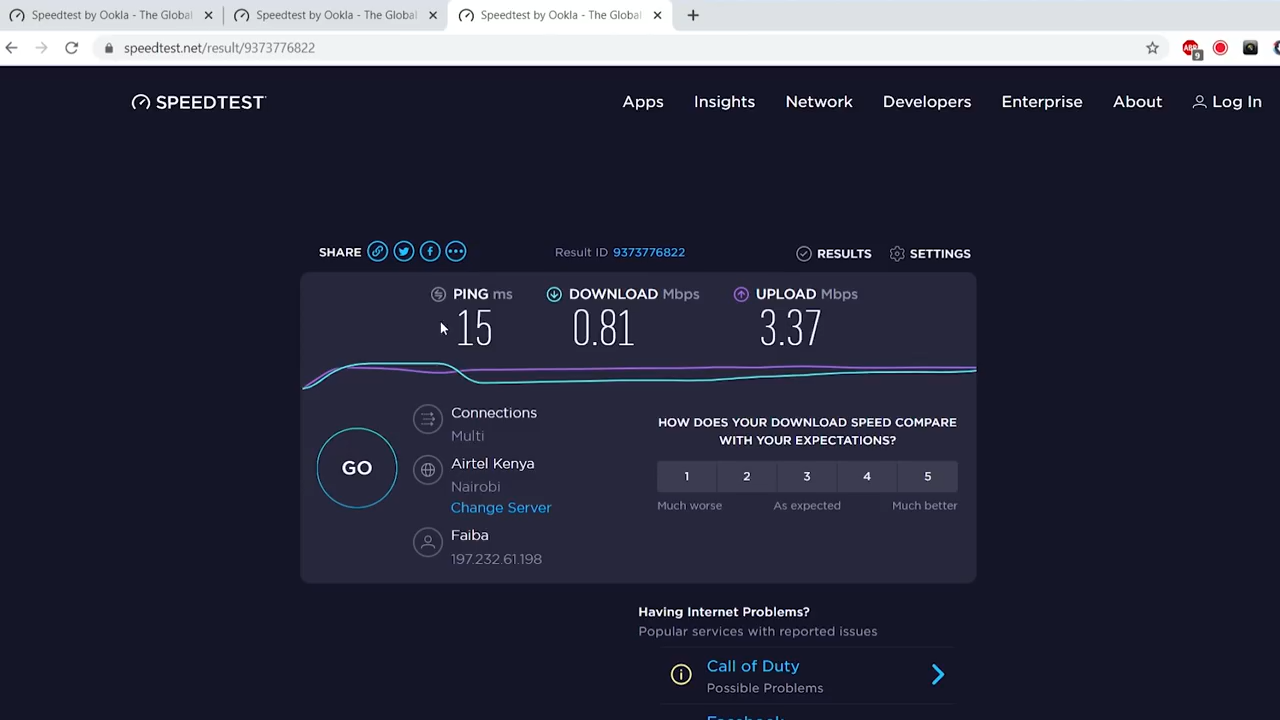 Speedtest by Ookla - The Global
Speedtest by Ookla - The Global
Speedtest by Ookla - The Global
speedtest.net/result/9373776822
ABP
9
SPEEDTEST
Apps
Insights
Network
Developers
Enterprise
About
Log In
SHARE
Result ID 9373776822
RESULTS
SETTINGS
PING ms
15
DOWNLOAD Mbps
0.81
UPLOAD Mbps
3.37
GO
Connections
Multi
Airtel Kenya
Nairobi
Change Server
Faiba
197.232.61.198
HOW DOES YOUR DOWNLOAD SPEED COMPARE
WITH YOUR EXPECTATIONS?
1 2 3 4 5
Much worse As expected Much better
Having Internet Problems?
Popular services with reported issues
Call of Duty
Possible Problems